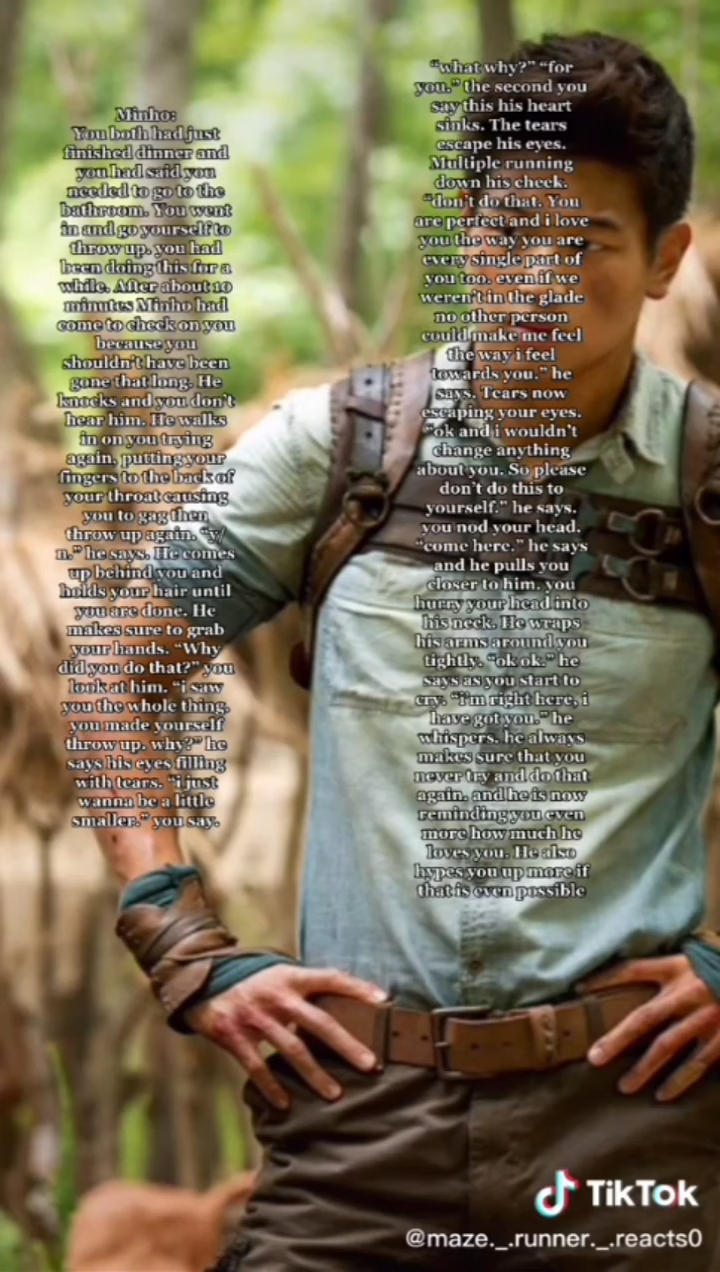 Minho:
You both had just
finished dinner and
you had said you
needed to go to the
bathroom. You went
in and go yourself to
throw up. you had
been doing this for a
while. After about 10
minutes Minho had
come to check on you
because you
shouldn't have been
gone that long. He
knocks and you don't
hear him. He walks
in on you trying
again. putting your
fingers to the back of
your throat causing
you to gag then
throw up again. "y/
n." he says. He comes
up behind you and
holds your hair until
you are done. He
makes sure to grab
your hands. "Why
did you do that?" you
look at him. "i saw
you the whole thing.
you made yourself
throw up. why?" he
says his eyes filling
with tears. "i just
wanna be a little
smaller." you say.
"what why?" "for
you." the second you
say this his heart
sinks. The tears
escape his eyes.
Multiple running
down his cheek.
"don't do that. You
are perfect and i love
you the way you are
every single part of
you too. even if we
weren't in the glade
no other person
could make me feel
the way i feel
towards you." he
says. Tears now
escaping your eyes.
"ok and i wouldn't
change anything
about you. So please
don't do this to
yourself." he says.
you nod your head.
"come here." he says
and he pulls you
closer to him. you
hurry your head into
his neck. He wraps
his arms around you
tightly. "ok ok." he
says as you start to
cry. "i'm right here, i
have got you." he
whispers. he always
makes sure that you
never try and do that
again. and he is now
reminding you even
more how much he
loves you. He also
hypes you up more if
that is even possible
TikTok
@maze._.runner._.reacts0